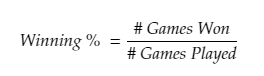 Winning % = # Games Won
# Games Played